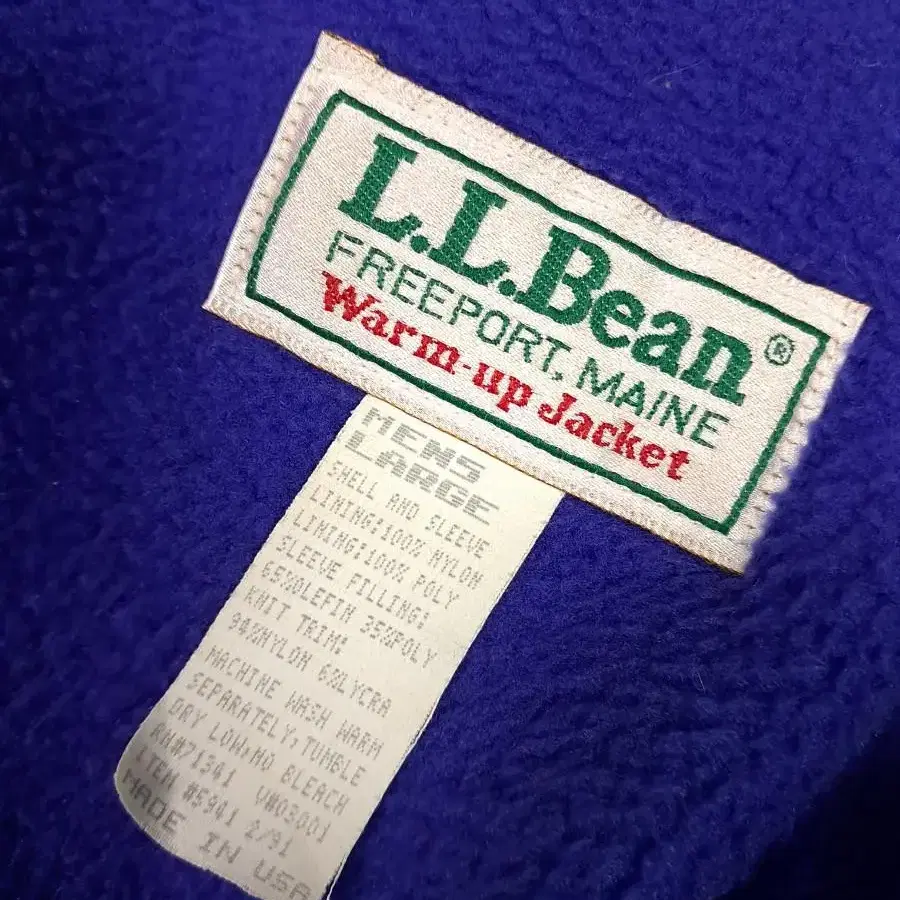 L.L.Bean®
FREEPORT, MAINE
Warm-up Jacket
MENS
LARGE
SHELL AND SLEEVE
LINING:100% NYLON
LINING:100% POLY
SLEEVE FILLING:
65%OLEFIN 35%POLY
KNIT TRIM:
94%NYLON 6%LYCRA
MACHINE WASH WARM
SEPARATELY,TUMBLE
DRY LOW,NO BLEACH
RN#71341 V#03001
ITEM #5941 2/91
MADE IN USA